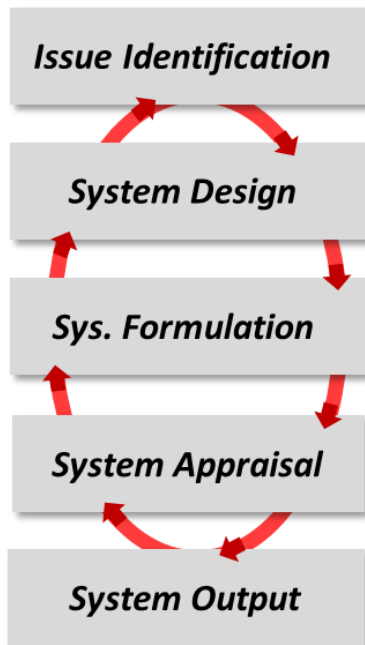 Issue Identification
System Design
Sys. Formulation
System Appraisal
System Output